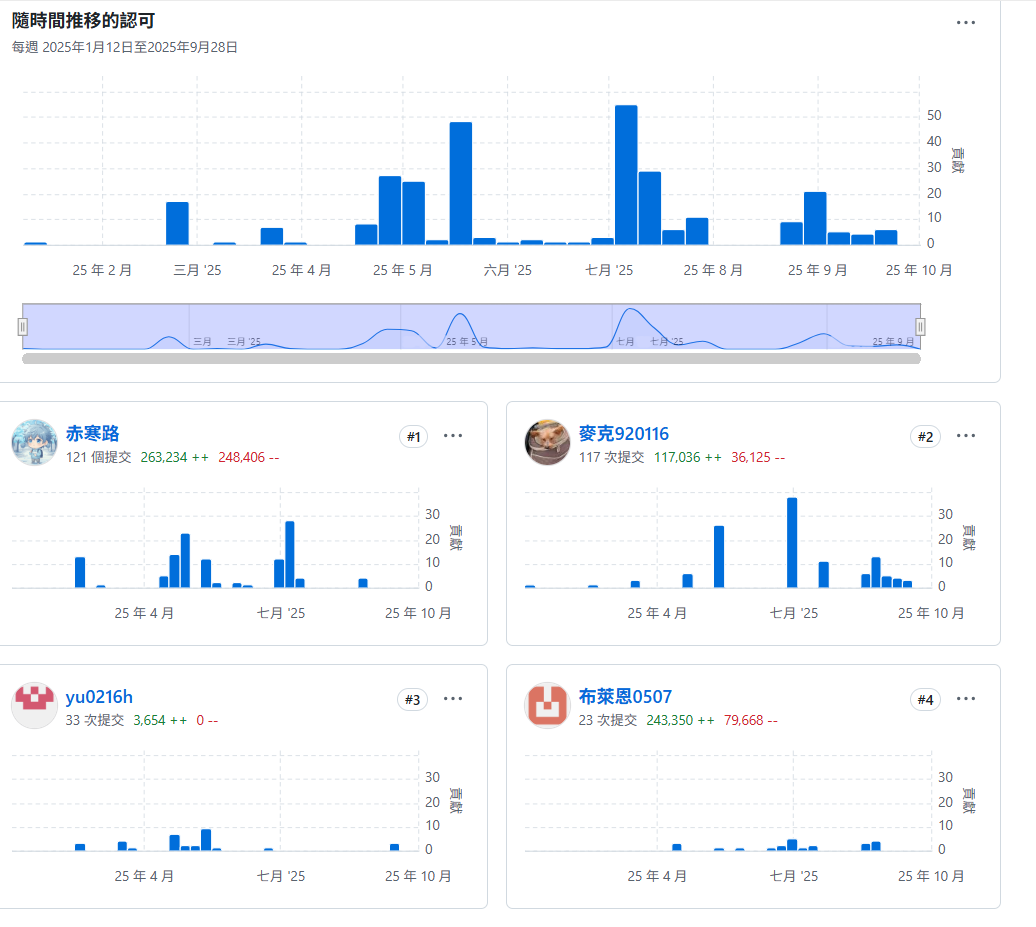 隨時間推移的認可
每週 2025年1月12日至2025年9月28日
50
40
30
20
10
0
貢獻
25 年 2 月
三月 '25
25 年 4 月
25 年 5 月
六月 '25
七月 '25
25 年 8 月
25 年 9 月
25 年 10 月
三月
三月 '25
25 年 5 月
七月
七月 '25
25 年 9 月
赤寒路
#1
121 個提交 263,234 ++ 248,406 --
30
20
10
0
貢獻
25 年 4 月
七月 '25
25 年 10 月
麥克920116
#2
117 次提交 117,036 ++ 36,125 --
30
20
10
0
貢獻
25 年 4 月
七月 '25
25 年 10 月
yu0216h
#3
33 次提交 3,654 ++ 0 --
30
20
10
0
貢獻
25 年 4 月
七月 '25
25 年 10 月
布萊恩0507
#4
23 次提交 243,350 ++ 79,668 --
30
20
10
0
貢獻
25 年 4 月
七月 '25
25 年 10 月